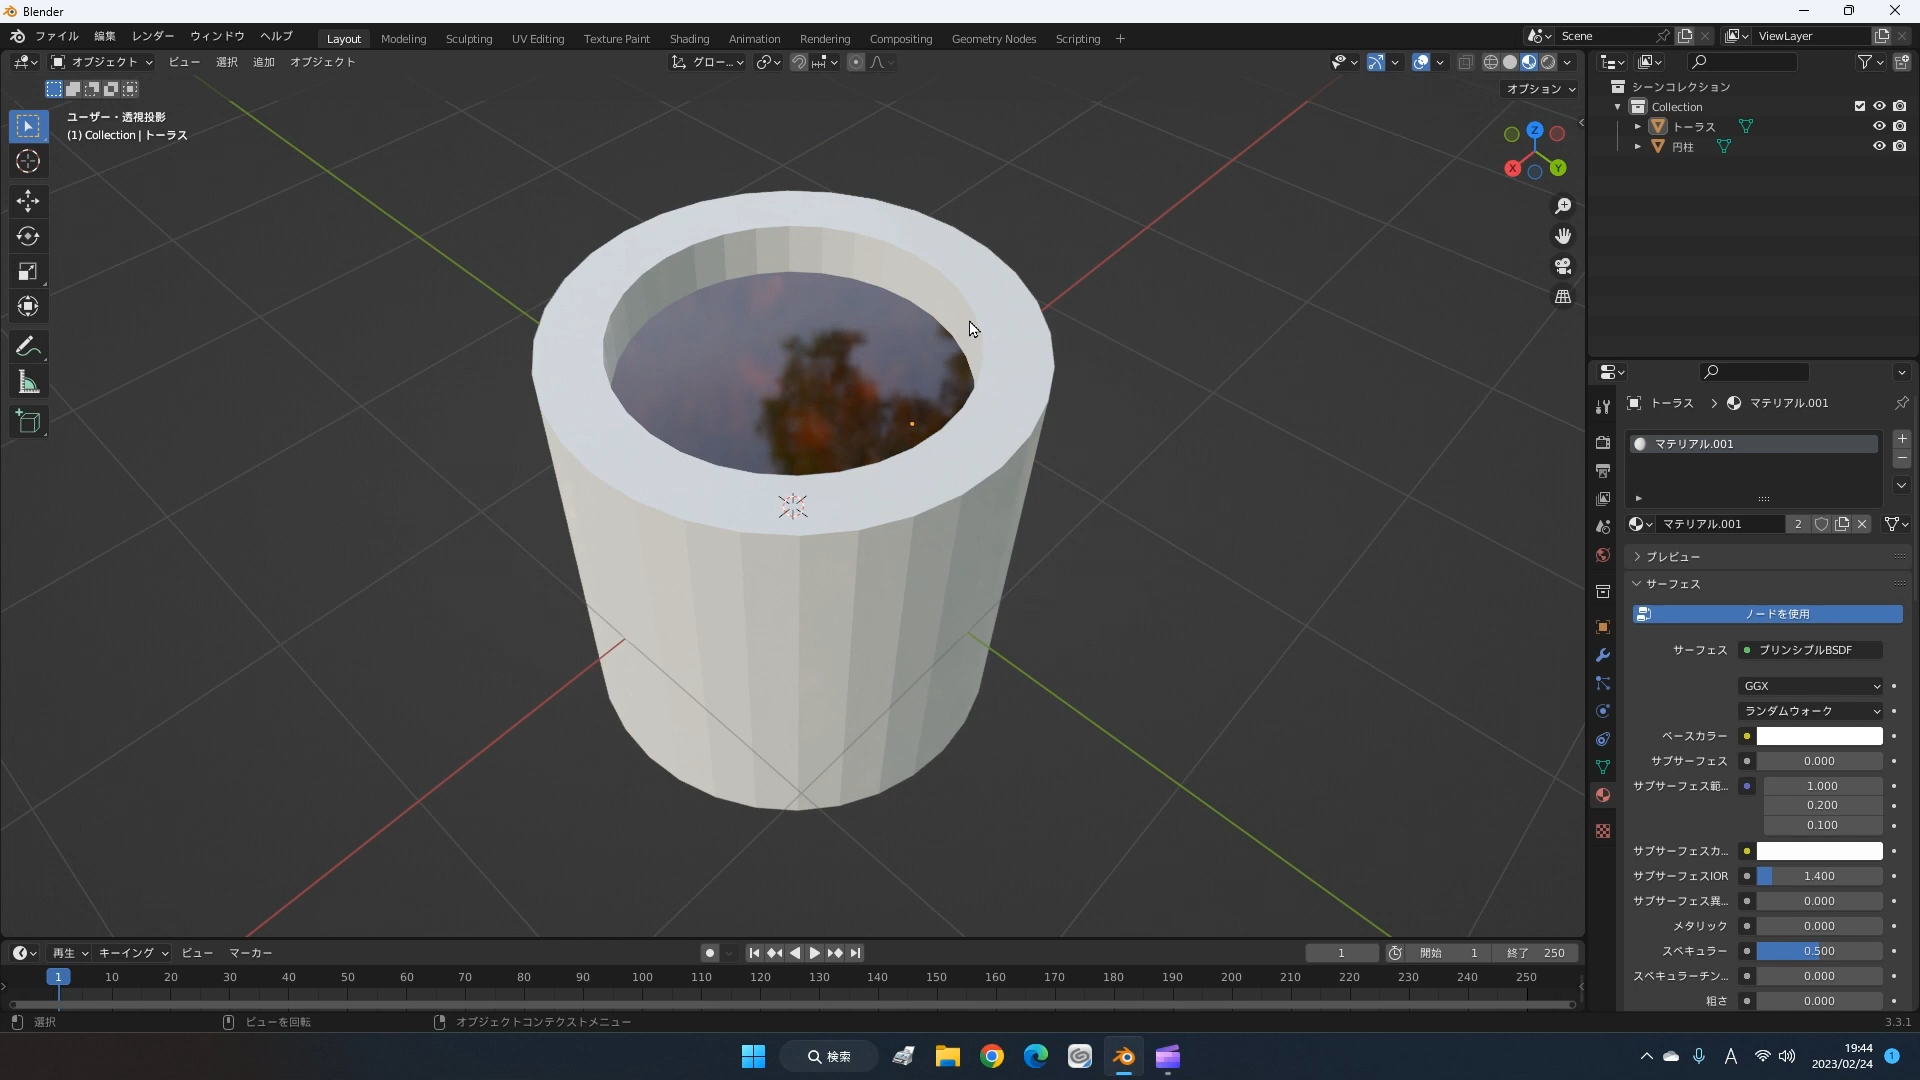 Blender
ファイル 編集 レンダー ウィンドウ ヘルプ Layout Modeling Sculpting UV Editing Texture Paint Shading Animation Rendering Compositing Geometry Nodes Scripting + Scene ViewLayer
オブジェクト ビュー 選択 追加 オブジェクト グロー...
オプション
ユーザー・透視投影
(1) Collection | トーラス
Z
X
Y
シーンコレクション
Collection
トーラス
円柱
トーラス > マテリアル.001
マテリアル.001
マテリアル.001 2
プレビュー
サーフェス
ノードを使用
サーフェス プリンシプルBSDF
GGX
ランダムウォーク
ベースカラー
サブサーフェス 0.000
サブサーフェス範... 1.000
0.200
0.100
サブサーフェスカ...
サブサーフェスIOR 1.400
サブサーフェス異... 0.000
メタリック 0.000
スペキュラー 0.500
スペキュラーチン... 0.000
粗さ 0.000
再生 キーイング ビュー マーカー 1 開始 1 終了 250
1 10 20 30 40 50 60 70 80 90 100 110 120 130 140 150 160 170 180 190 200 210 220 230 240 250
選択 ビューを回転 オブジェクトコンテクストメニュー 3.3.1
検索 A 19:44
2023/02/24 1